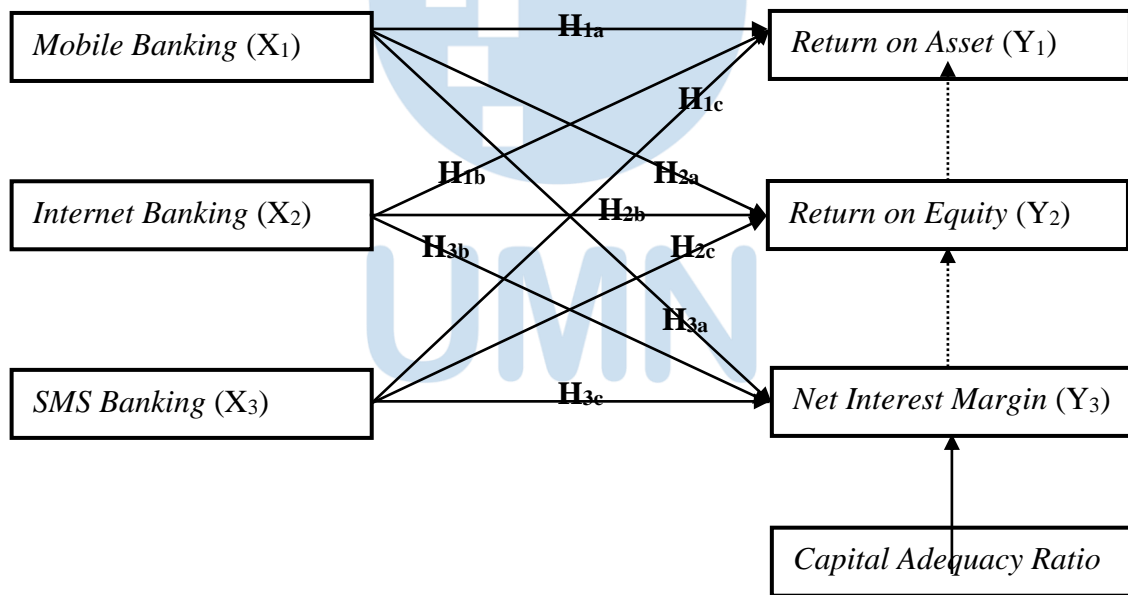 Mobile Banking (X1)
H1a
Return on Asset (Y1)
H1c
H1b
H2a
Internet Banking (X2)
H2b
Return on Equity (Y2)
H3b
H2c
UMN
H3a
SMS Banking (X3)
H3c
Net Interest Margin (Y3)
Capital Adequacy Ratio